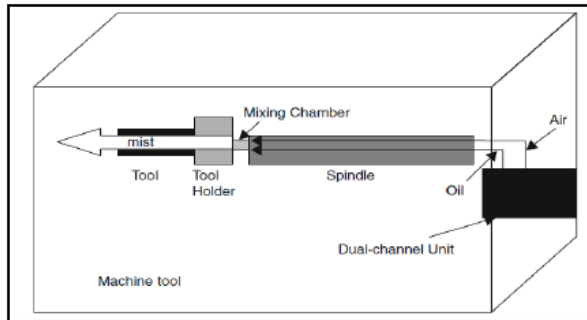 Mixing Chamber
Air
mist
Tool
Tool
Holder
Spindle
Oil
Dual-channel Unit
Machine tool